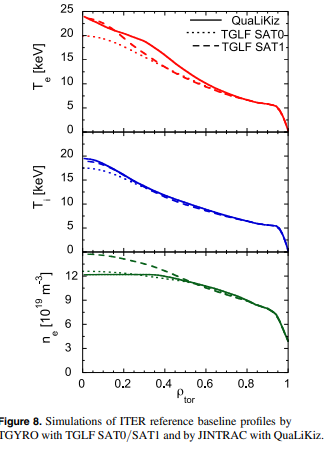 25
QuaLiKiz
TGLF SAT0
TGLF SAT1
20
15
10
5
0
T_e [keV]
20
15
10
5
0
T_i [keV]
12
8
4
0
n_e [10^19 m^-3]
0 0.2 0.4 0.6 0.8 1
ρ_tor
Figure 8. Simulations of ITER reference baseline profiles by
TGYRO with TGLF SAT0/SAT1 and by JINTRAC with QuaLiKiz.